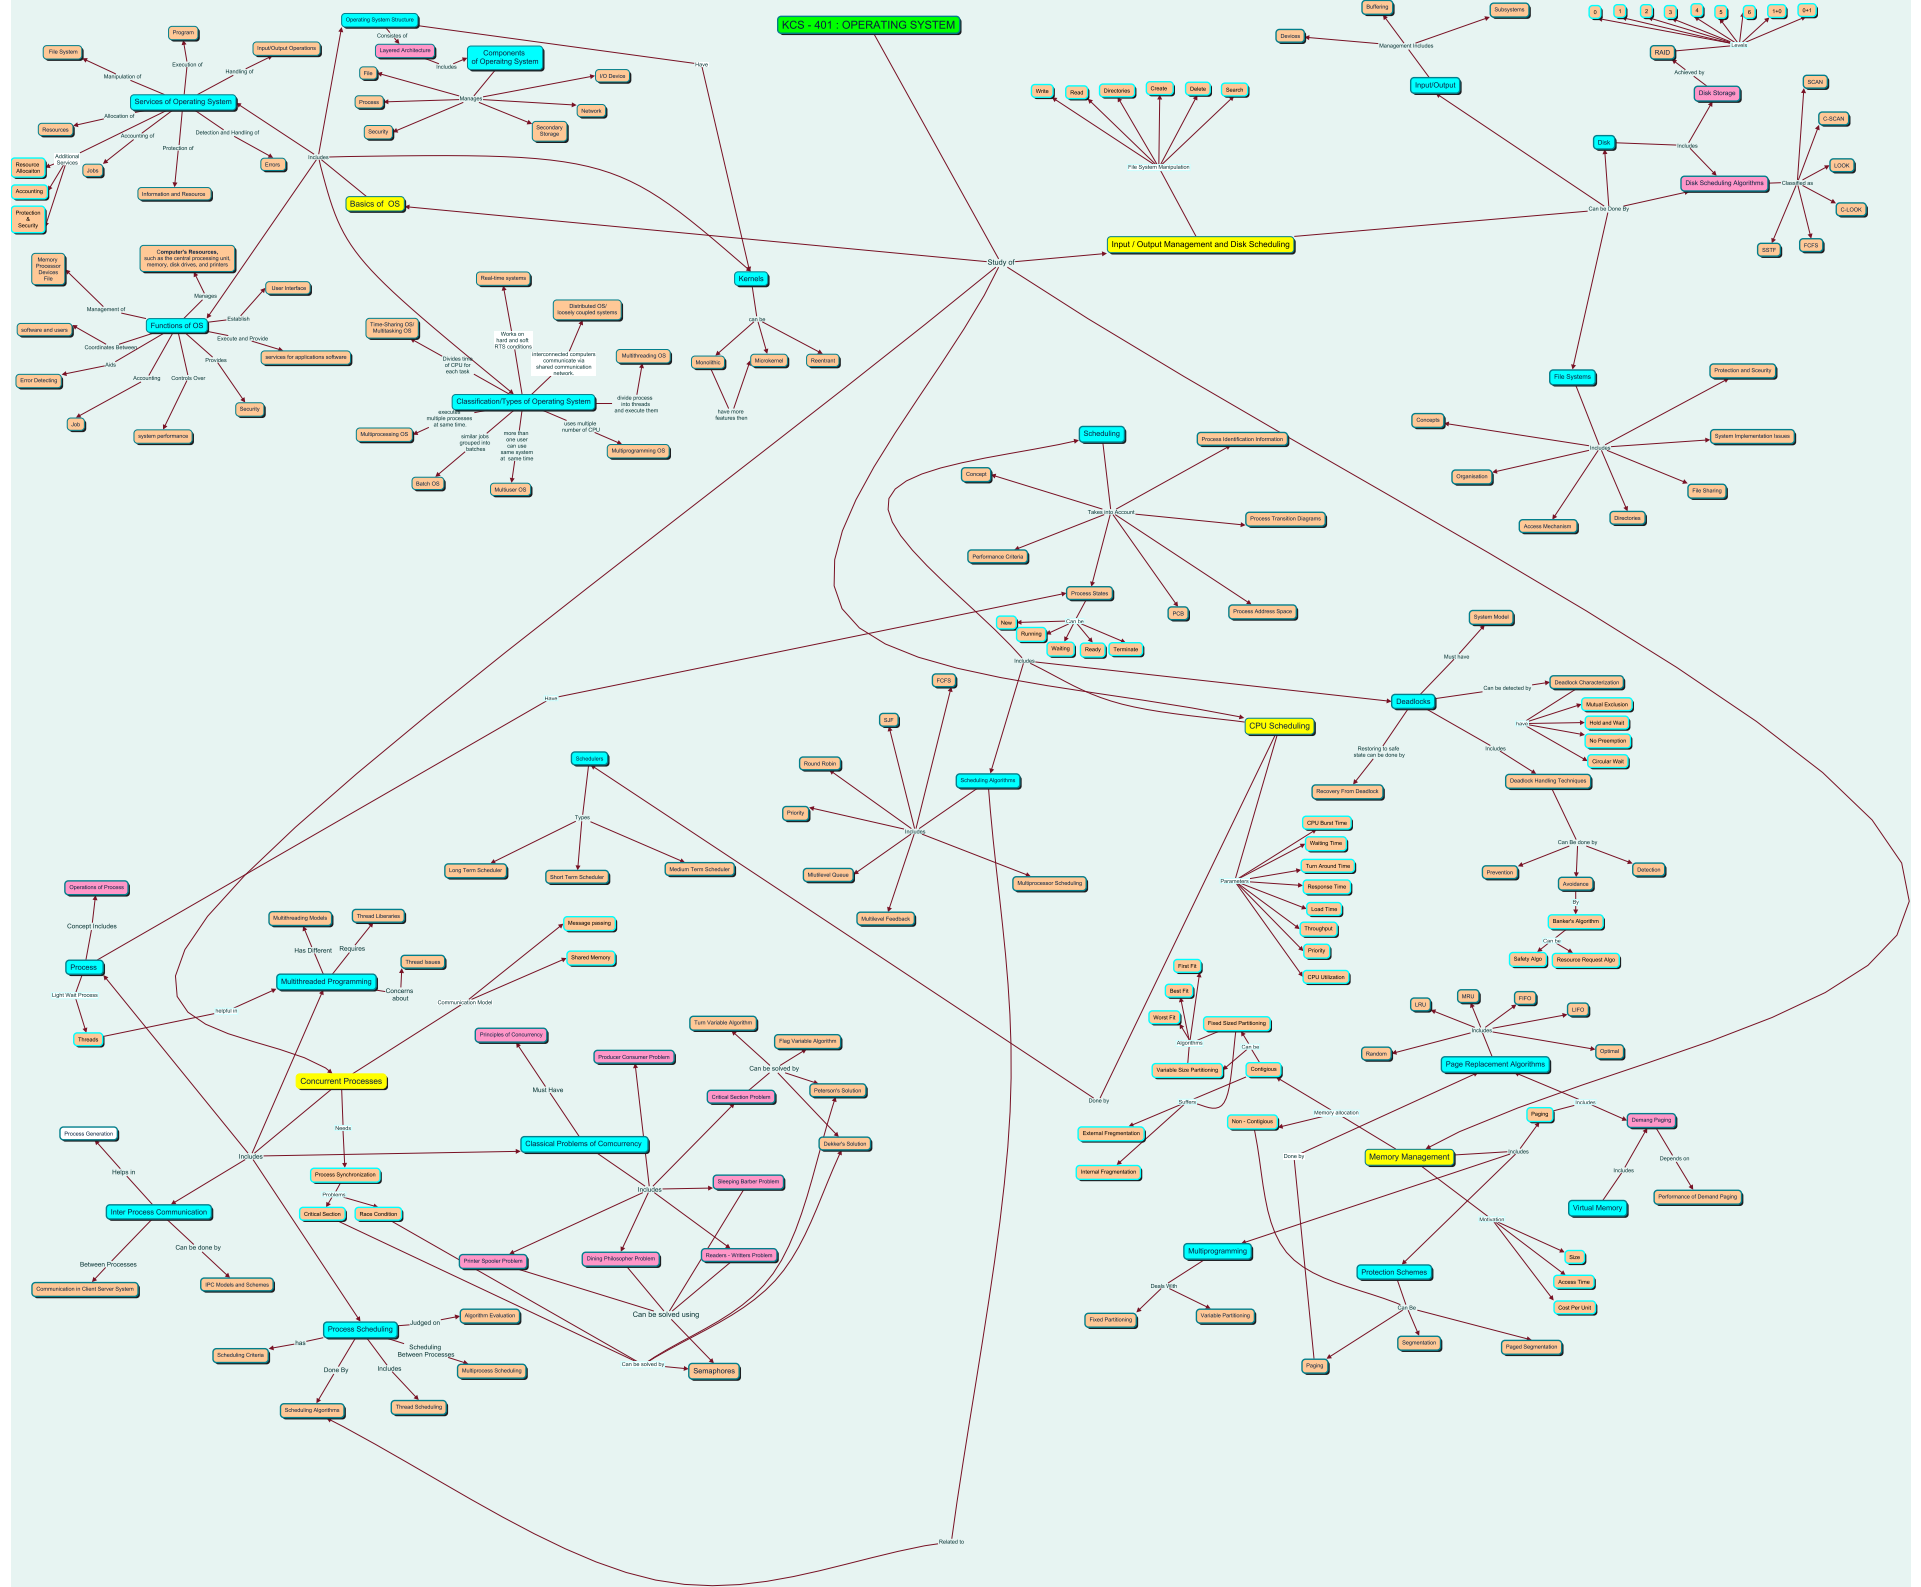 KCS - 401 : OPERATING SYSTEM
Study of
Operating System Structure
Consistes of
Layered Architecture
Includes
Components
of Operaitng System
Have
Manages
File
Process
Security
I/O Device
Network
Secondary
Storage
Program
File System
Input/Output Operations
Execution of
Manipulation of
Handling of
Services of Operating System
Allocation of
Resources
Accounting of
Jobs
Detection and Handling of
Errors
Protection of
Information and Resource
Additional
Services
Resource
Allocaiton
Accounting
Protection
&
Security
Includes
Basics of  OS
Computer's Resources,
such as the central processing unit,
memory, disk drives, and printers
Memory
Processor
Devices
File
Manages
User Interface
Management of
Establish
Functions of OS
software and users
Coordinates Between
Execute and Provide
services for applications software
Aids
Error Detecting
Provides
Accounting
Controls Over
Security
Job
system performance
Real-time systems
Distributed OS/
loosely coupled systems
Time-Sharing OS/
Multitasking OS
Works on
hard and soft
RTS conditions
Divides time
of CPU for
each task
interconnected computers
communicate via
shared communication
network.
Multithreading OS
divide process
into threads
and execute them
Classification/Types of Operating System
executes
multiple processes
at same time.
Multiprocessing OS
similar jobs
grouped into
batches
more than
one user
can use
same system
at  same time
uses multiple
number of CPU
Multiprogramming OS
Batch OS
Multiuser OS
Kernels
can be
Monolithic
Microkernel
Reentrant
have more
features then
Write
Read
Directories
Create
Delete
Search
File System Manipulation
Input / Output Management and Disk Scheduling
Buffering
Subsystems
Devices
Management Includes
Input/Output
0
1
2
3
4
5
6
1+0
0+1
Levels
RAID
Achieved by
Disk Storage
Disk
Includes
Disk Scheduling Algorithms
Classified as
SCAN
C-SCAN
LOOK
C-LOOK
FCFS
SSTF
Can be Done By
File Systems
Includes
Protection and Sceurity
Concepts
System Implementation Issues
Organisation
File Sharing
Access Mechanism
Directories
Scheduling
Process Identification Information
Concept
Takes into Account
Process Transition Diagrams
Performance Criteria
Process States
PCB
Process Address Space
Can be
New
Running
Waiting
Ready
Terminate
Includes
Have
CPU Scheduling
System Model
Must have
Deadlocks
Can be detected by
Deadlock Characterization
have
Mutual Exclusion
Hold and Wait
No Preemption
Circular Wait
Restoring to safe
state can be done by
Recovery From Deadlock
Includes
Deadlock Handling Techniques
Can Be done by
Prevention
Detection
Avoidance
By
Banker's Algorithm
Can be
Safety Algo
Resource Request Algo
FCFS
SJF
Round Robin
Priority
Scheduling Algorithms
Includes
Mlutilevel Queue
Multilevel Feedback
Multiprocessor Scheduling
Parameters
CPU Burst Time
Waiting Time
Turn Around Time
Response Time
Load Time
Throughput
Priority
CPU Utilization
Schedulers
Types
Long Term Scheduler
Short Term Scheduler
Medium Term Scheduler
Done by
Operations of Process
Concept Includes
Process
Light Wait Process
Threads
helpful in
Multithreading Models
Thread Liberaries
Has Different
Requires
Multithreaded Programming
Thread Issues
Concerns
about
Message passing
Shared Memory
Communication Model
Concurrent Processes
Needs
Process Synchronization
Problems
Critical Section
Race Condition
Includes
Process Generation
Helps in
Inter Process Communication
Can be done by
Between Processes
Communication in Client Server System
IPC Models and Schemes
Process Scheduling
Judged on
Algorithm Evaluation
has
Scheduling Criteria
Scheduling
Between Processes
Multiprocess Scheduling
Done By
Includes
Scheduling Algorithms
Thread Scheduling
Principles of Concurrency
Must Have
Producer Consumer Problem
Turn Variable Algorithm
Flag Variable Algorithm
Can be solved by
Peterson's Solution
Critical Section Problem
Dekker's Solution
Classical Problems of Comcurrency
Includes
Sleeping Barber Problem
Printer Spooler Problem
Dining Philosopher Problem
Readers - Writters Problem
Can be solved using
Can be solved by
Semaphores
Related to
First Fit
Best Fit
Worst Fit
Fixed Sized Partitioning
Algorithms
Can be
Variable Size Partitioning
Contigious
Suffers
External Fragmentation
Internal Fragmentation
Non - Contigious
Memory allocation
Memory Management
Includes
Done by
LRU
MRU
FIFO
LIFO
Includes
Random
Optimal
Page Replacement Algorithms
Includes
Paging
Demang Paging
Includes
Depends on
Virtual Memory
Performance of Demand Paging
Motivation
Size
Access Time
Cost Per Unit
Multiprogramming
Deals With
Fixed Partitioning
Variable Partitioning
Protection Schemes
Can Be
Segmentation
Paged Segmentation
Paging